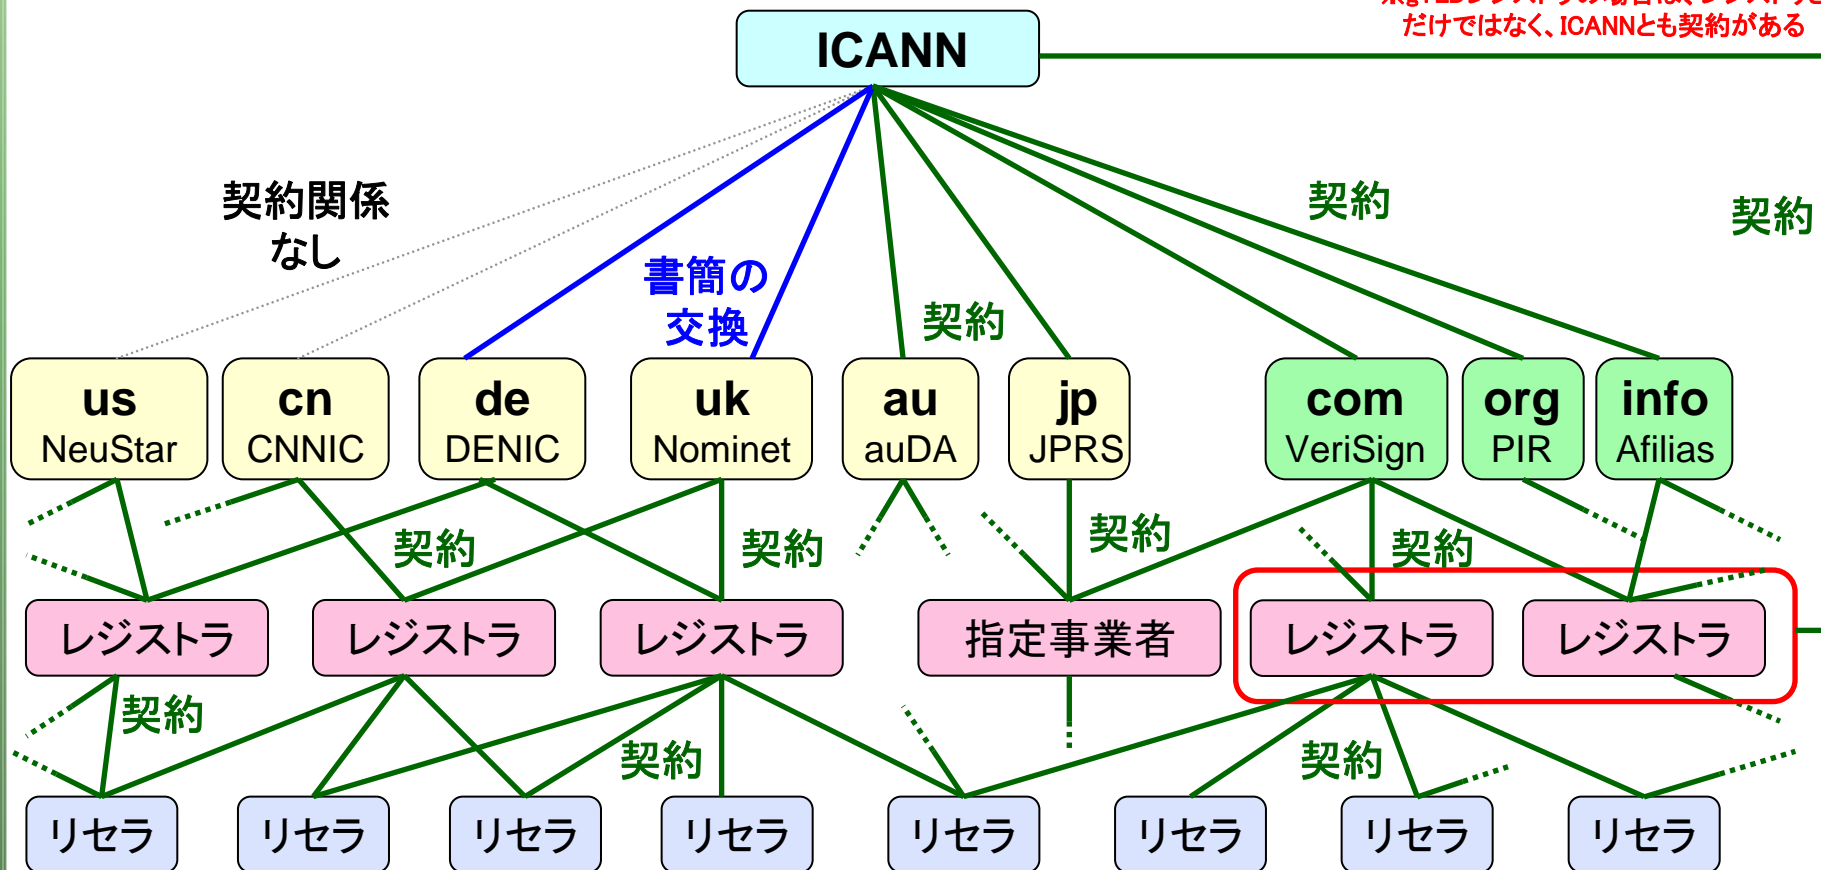 ICANN
だけではなく、ICANNとも契約がある
契約関係
なし
書簡の
交換
契約
契約
契約
us
NeuStar
cn
CNNIC
de
DENIC
uk
Nominet
au
auDA
jp
JPRS
com
VeriSign
org
PIR
info
Afilias
契約
契約
契約
契約
レジストラ
レジストラ
レジストラ
指定事業者
レジストラ
レジストラ
契約
契約
契約
リセラ
リセラ
リセラ
リセラ
リセラ
リセラ
リセラ
リセラ